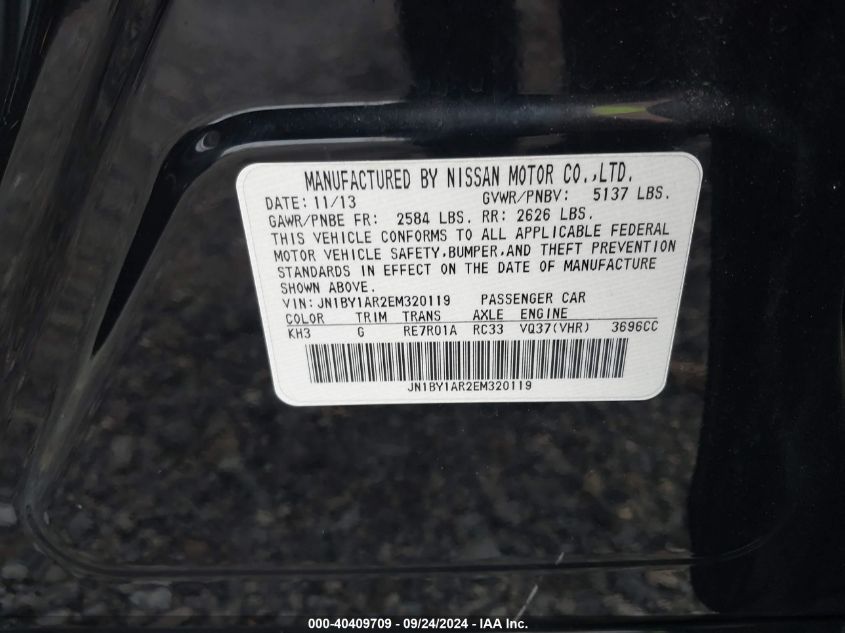 MANUFACTURED BY NISSAN MOTOR CO.,LTD.
DATE: 11/13 GVWR/PNBV: 5137 LBS.
GAWR/PNBE FR: 2584 LBS. RR: 2626 LBS.
THIS VEHICLE CONFORMS TO ALL APPLICABLE FEDERAL
MOTOR VEHICLE SAFETY,BUMPER,AND THEFT PREVENTION
STANDARDS IN EFFECT ON THE DATE OF MANUFACTURE
SHOWN ABOVE.
VIN: JN1BY1AR2EM320119 PASSENGER CAR
COLOR TRIM TRANS AXLE ENGINE
KH3 G RE7R01A RC33 VQ37(VHR) 3696CC
JN1BY1AR2EM320119
000-40409709 - 09/24/2024 - IAA Inc.